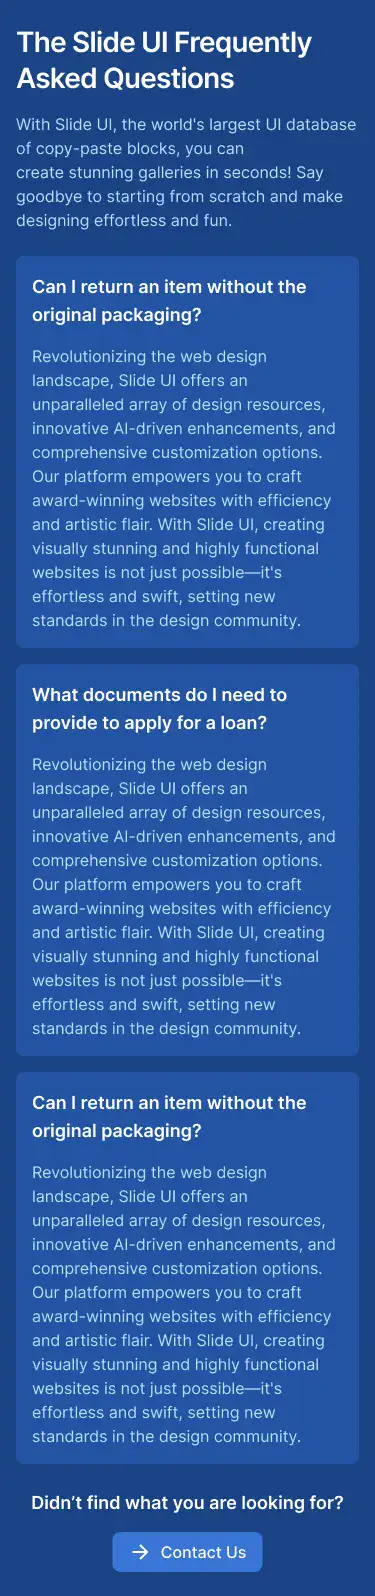 The Slide UI Frequently
Asked Questions
With Slide UI, the world's largest UI database
of copy-paste blocks, you can
create stunning galleries in seconds! Say
goodbye to starting from scratch and make
designing effortless and fun.
Can I return an item without the
original packaging?
Revolutionizing the web design
landscape, Slide UI offers an
unparalleled array of design resources,
innovative AI-driven enhancements, and
comprehensive customization options.
Our platform empowers you to craft
award-winning websites with efficiency
and artistic flair. With Slide UI, creating
visually stunning and highly functional
websites is not just possible—it's
effortless and swift, setting new
standards in the design community.
What documents do I need to
provide to apply for a loan?
Revolutionizing the web design
landscape, Slide UI offers an
unparalleled array of design resources,
innovative AI-driven enhancements, and
comprehensive customization options.
Our platform empowers you to craft
award-winning websites with efficiency
and artistic flair. With Slide UI, creating
visually stunning and highly functional
websites is not just possible—it's
effortless and swift, setting new
standards in the design community.
Can I return an item without the
original packaging?
Revolutionizing the web design
landscape, Slide UI offers an
unparalleled array of design resources,
innovative AI-driven enhancements, and
comprehensive customization options.
Our platform empowers you to craft
award-winning websites with efficiency
and artistic flair. With Slide UI, creating
visually stunning and highly functional
websites is not just possible—it's
effortless and swift, setting new
standards in the design community.
Didn’t find what you are looking for?
Contact Us